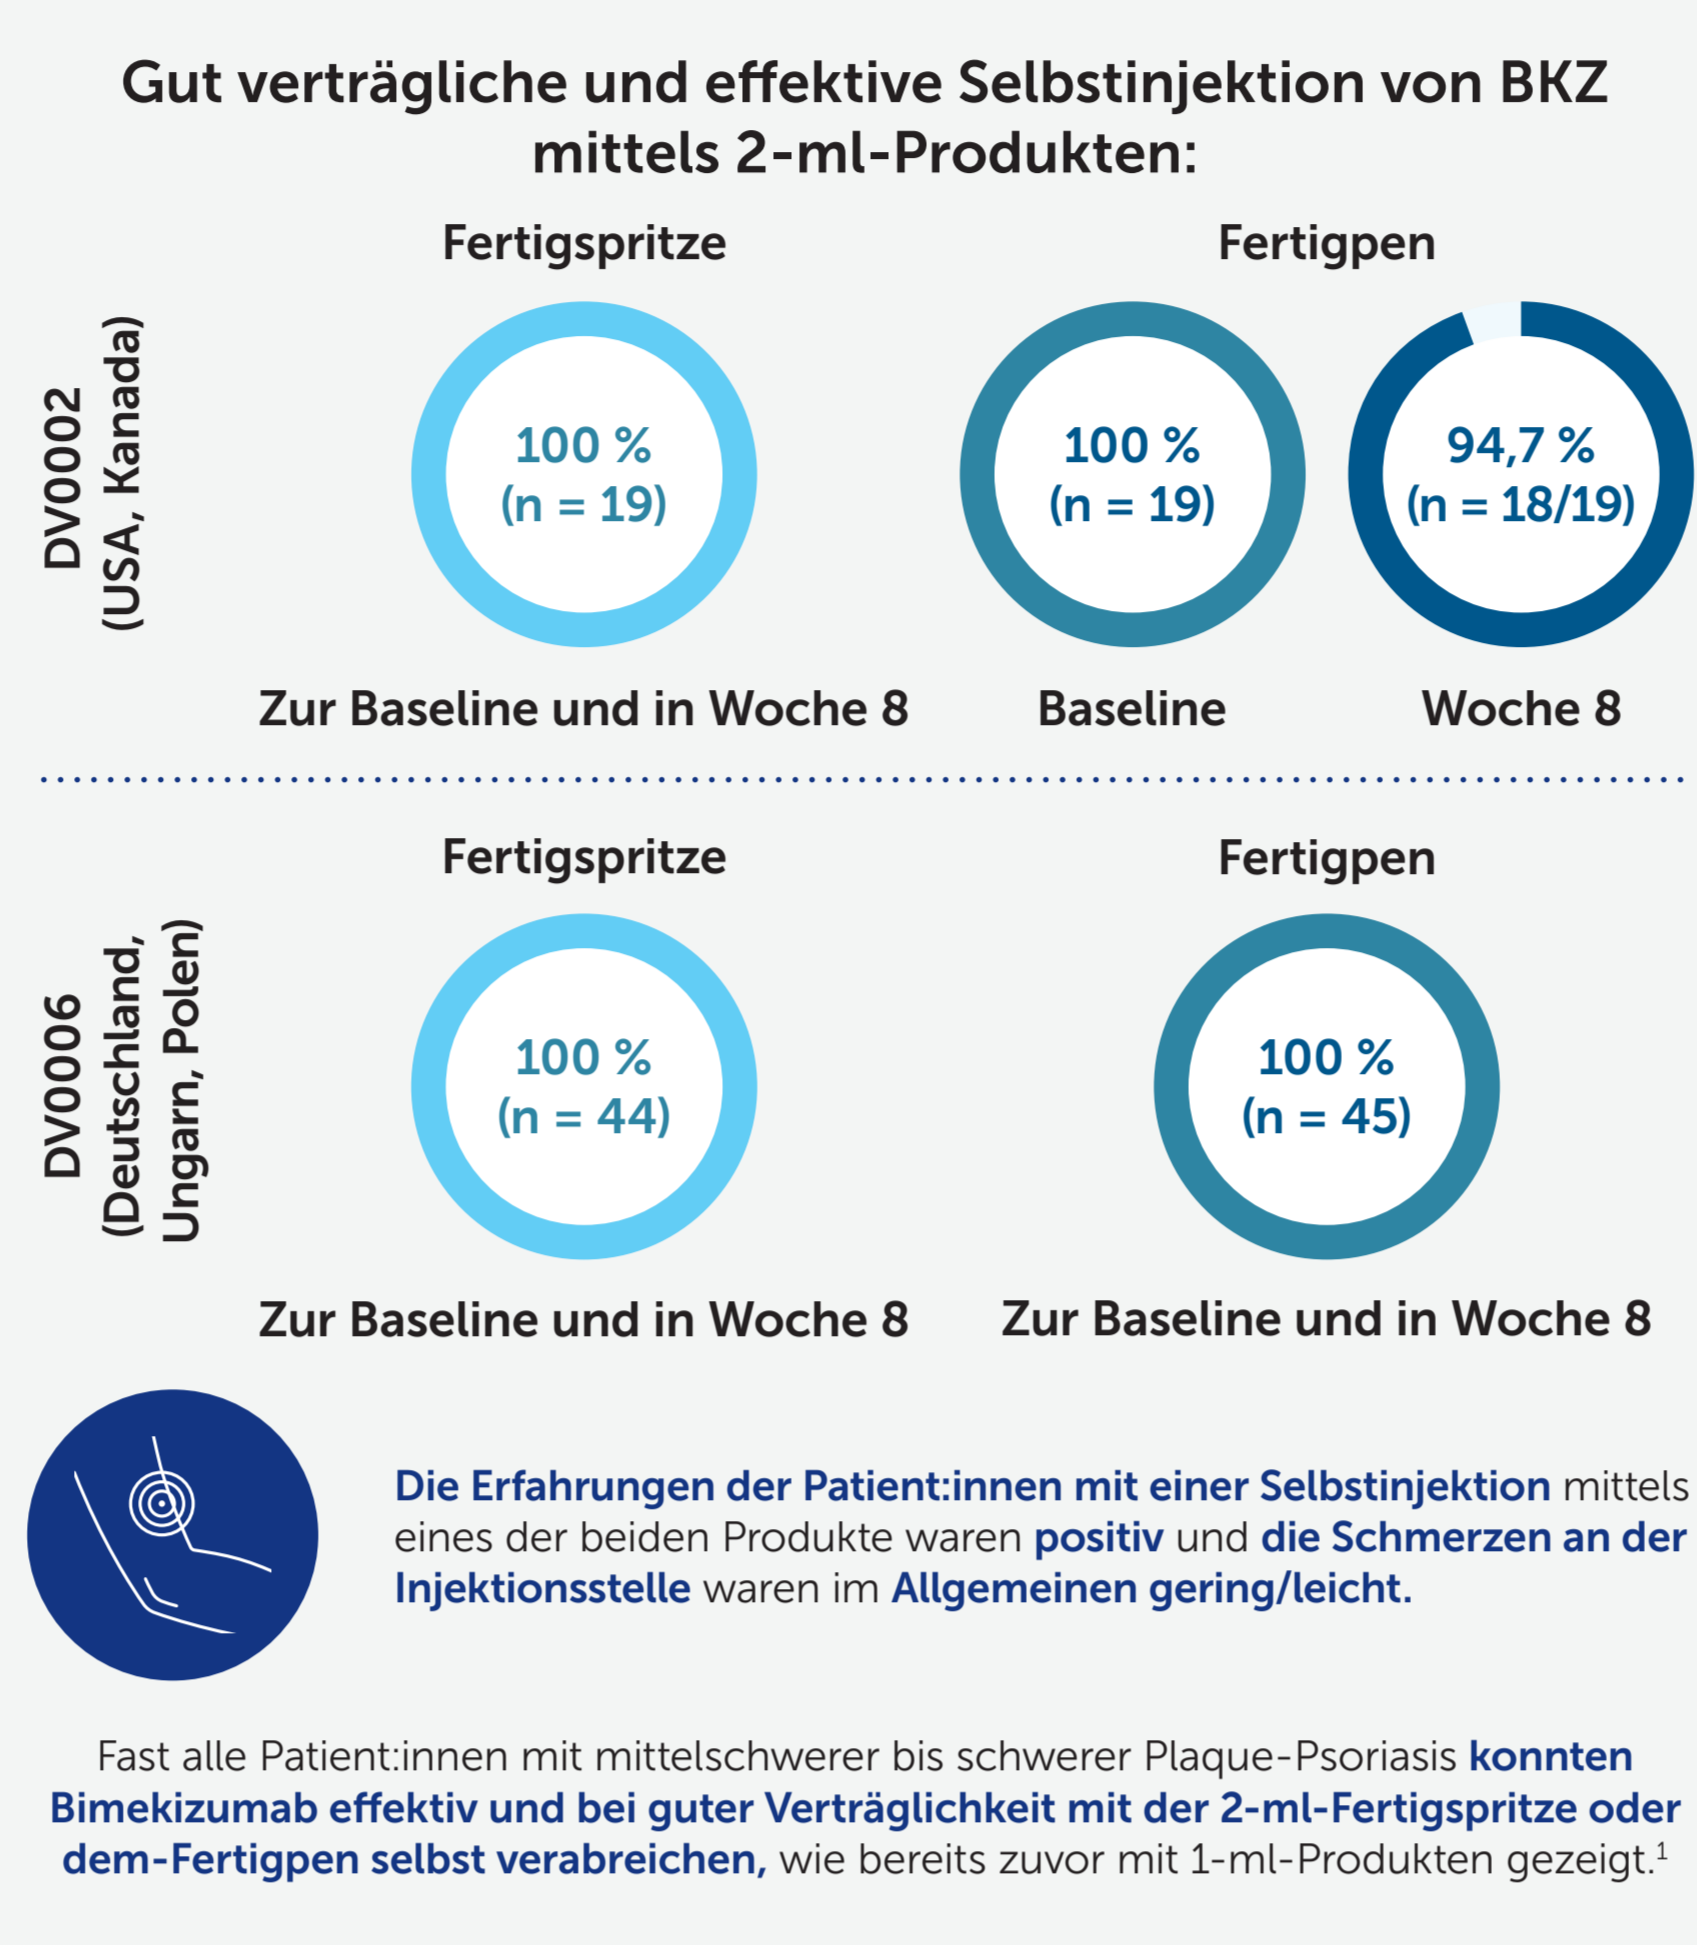 Gut verträgliche und effektive Selbstinjektion von BKZ
mittels 2-ml-Produkten:
DV0002
(USA, Kanada)
Fertigspritze
100 %
(n = 19)
Zur Baseline und in Woche 8
Fertigpen
100 %
(n = 19)
Baseline
94,7 %
(n = 18/19)
Woche 8
DV0006
(Deutschland,
Ungarn, Polen)
Fertigspritze
100 %
(n = 44)
Zur Baseline und in Woche 8
Fertigpen
100 %
(n = 45)
Zur Baseline und in Woche 8
Die Erfahrungen der Patient:innen mit einer Selbstinjektion mittels
eines der beiden Produkte waren positiv und die Schmerzen an der
Injektionsstelle waren im Allgemeinen gering/leicht.
Fast alle Patient:innen mit mittelschwerer bis schwerer Plaque-Psoriasis konnten
Bimekizumab effektiv und bei guter Verträglichkeit mit der 2-ml-Fertigspritze oder
dem-Fertigpen selbst verabreichen, wie bereits zuvor mit 1-ml-Produkten gezeigt.¹